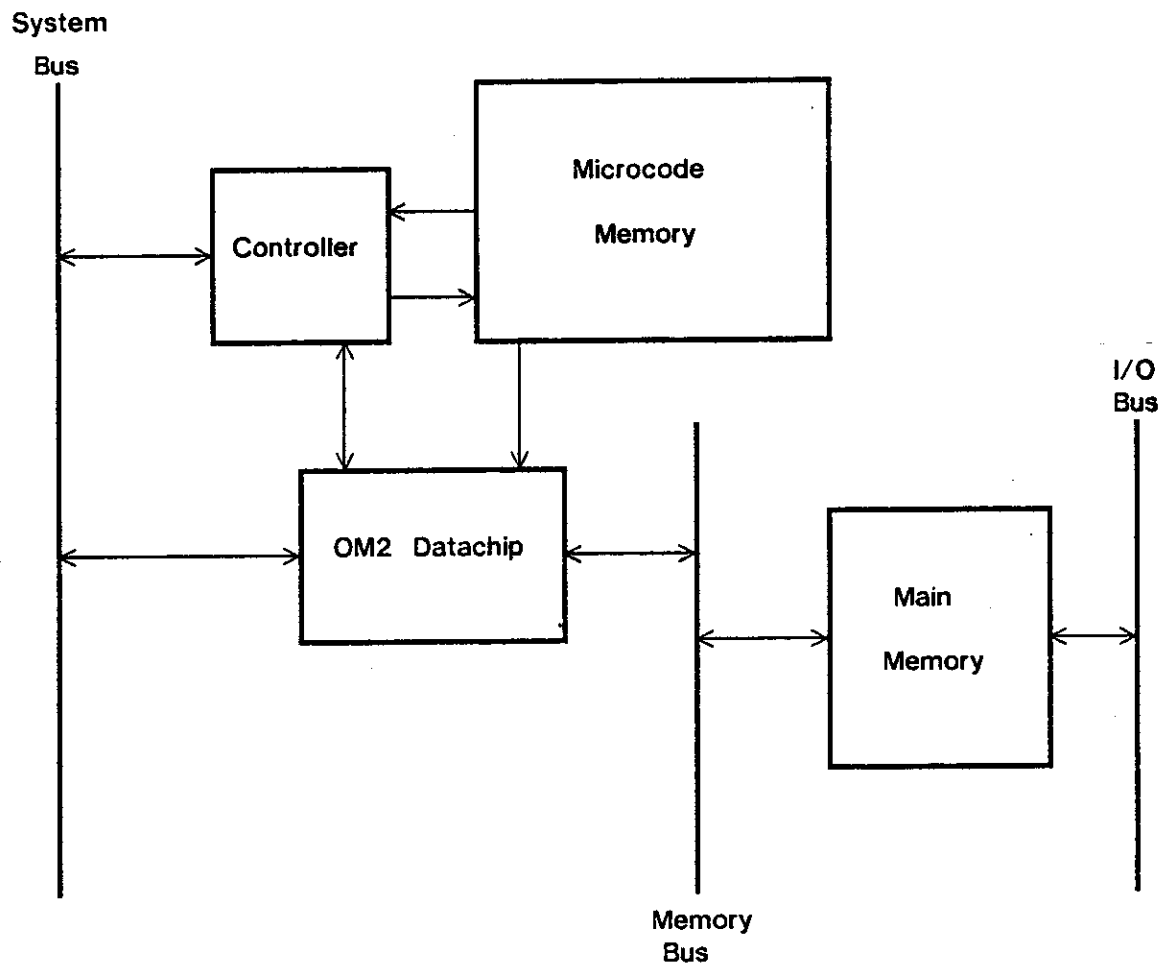 System
Bus
Microcode
Memory
Controller
I/O
Bus
OM2 Datachip
Main
Memory
Memory
Bus